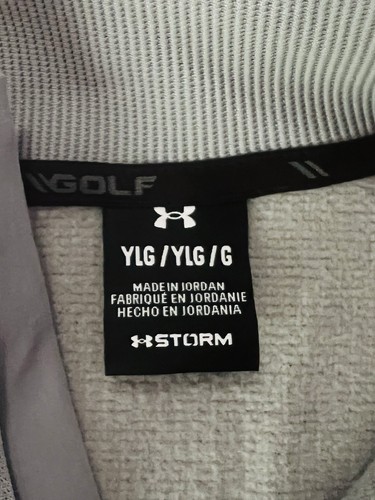 GOLF
YLG / YLG / G
MADE IN JORDAN
FABRIQUÉ EN JORDANIE
HECHO EN JORDANIA
STORM